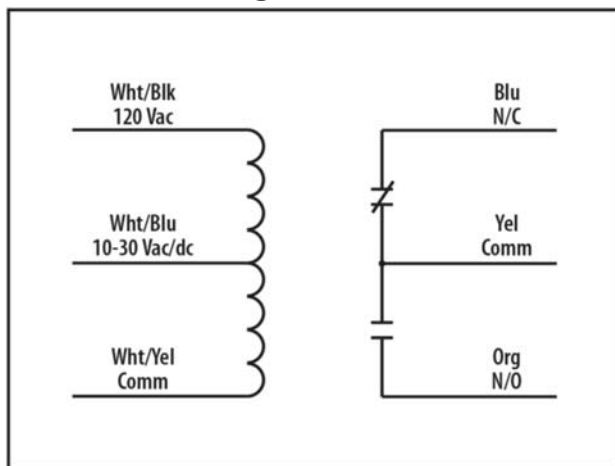 Wht/Blk
120 Vac
Wht/Blu
10-30 Vac/dc
Wht/Yel
Comm
Blu
N/C
Yel
Comm
Org
N/O